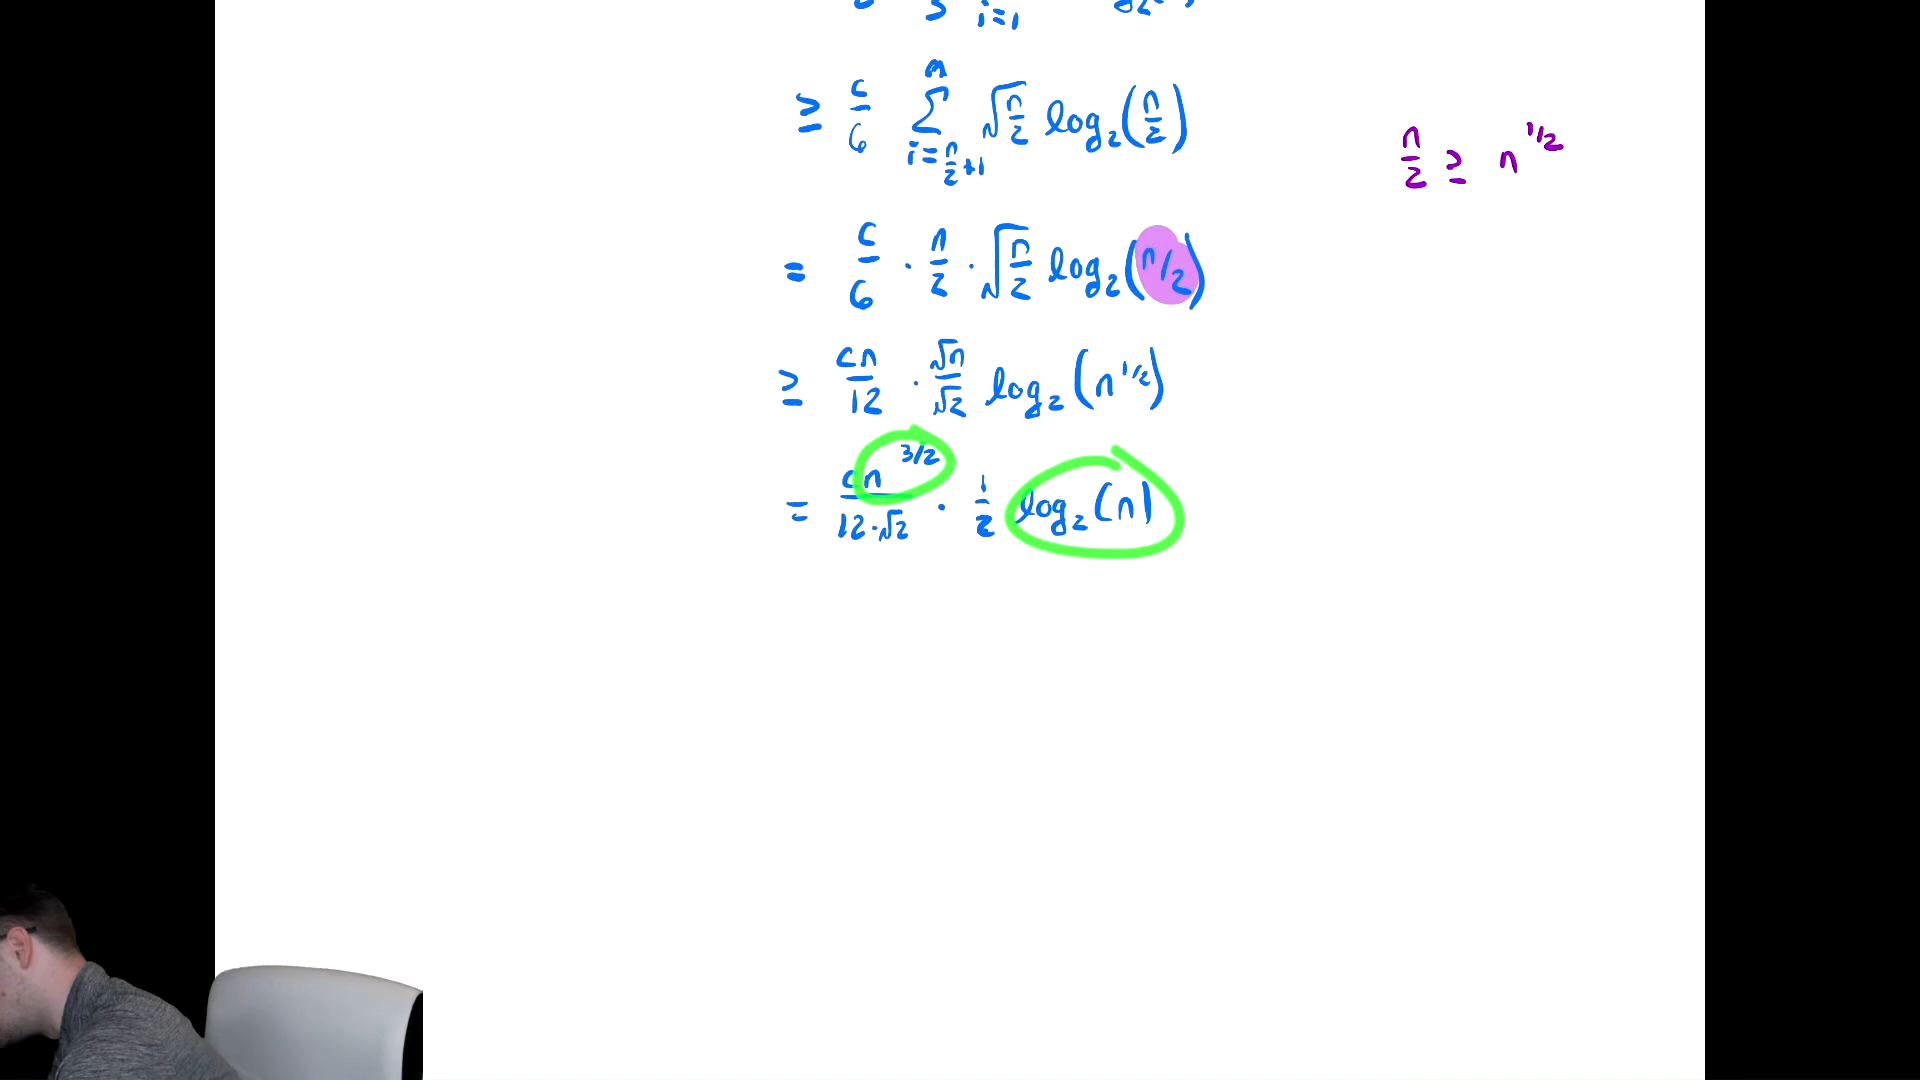 i=1
≥ c/6 ∑_{i=n/2+1}^{n} √(n/2) log₂(n/2)
n/2 ≥ n^{1/2}
= c/6 · n/2 · √(n/2) log₂(n/2)
≥ cn/12 · √n/√2 log₂(n^{1/2})
= cn^{3/2}/(12·√2) · 1/2 log₂(n)